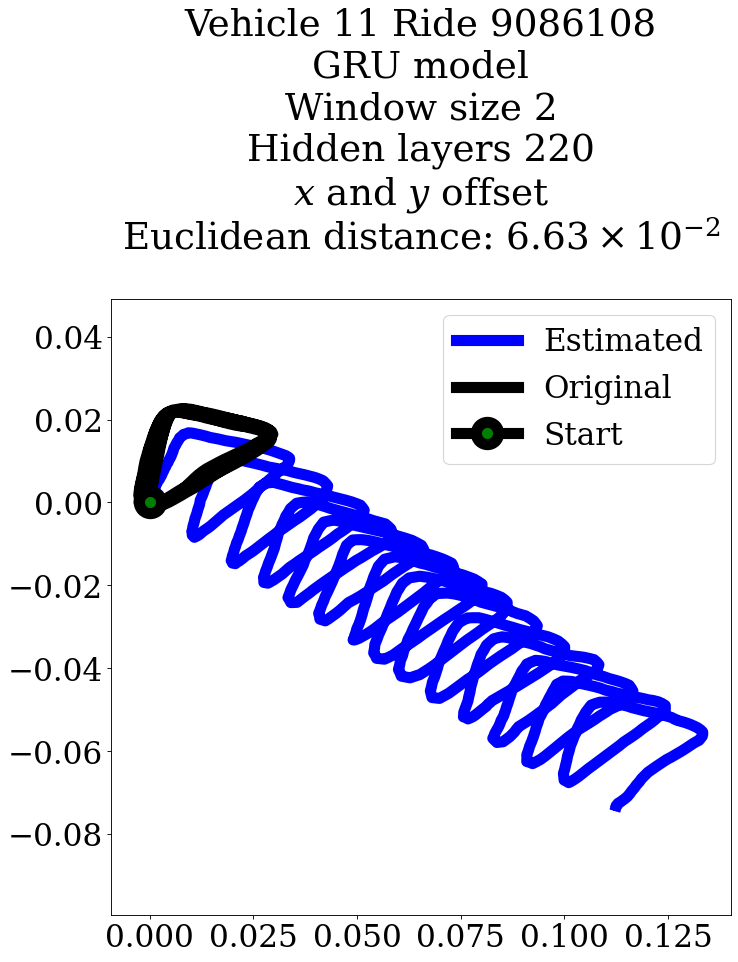 Vehicle 11 Ride 9086108
GRU model
Window size 2
Hidden layers 220
x and y offset
Euclidean distance: 6.63 × 10⁻²
Estimated
Original
Start
0.04
0.02
0.00
−0.02
−0.04
−0.06
−0.08
0.000 0.025 0.050 0.075 0.100 0.125